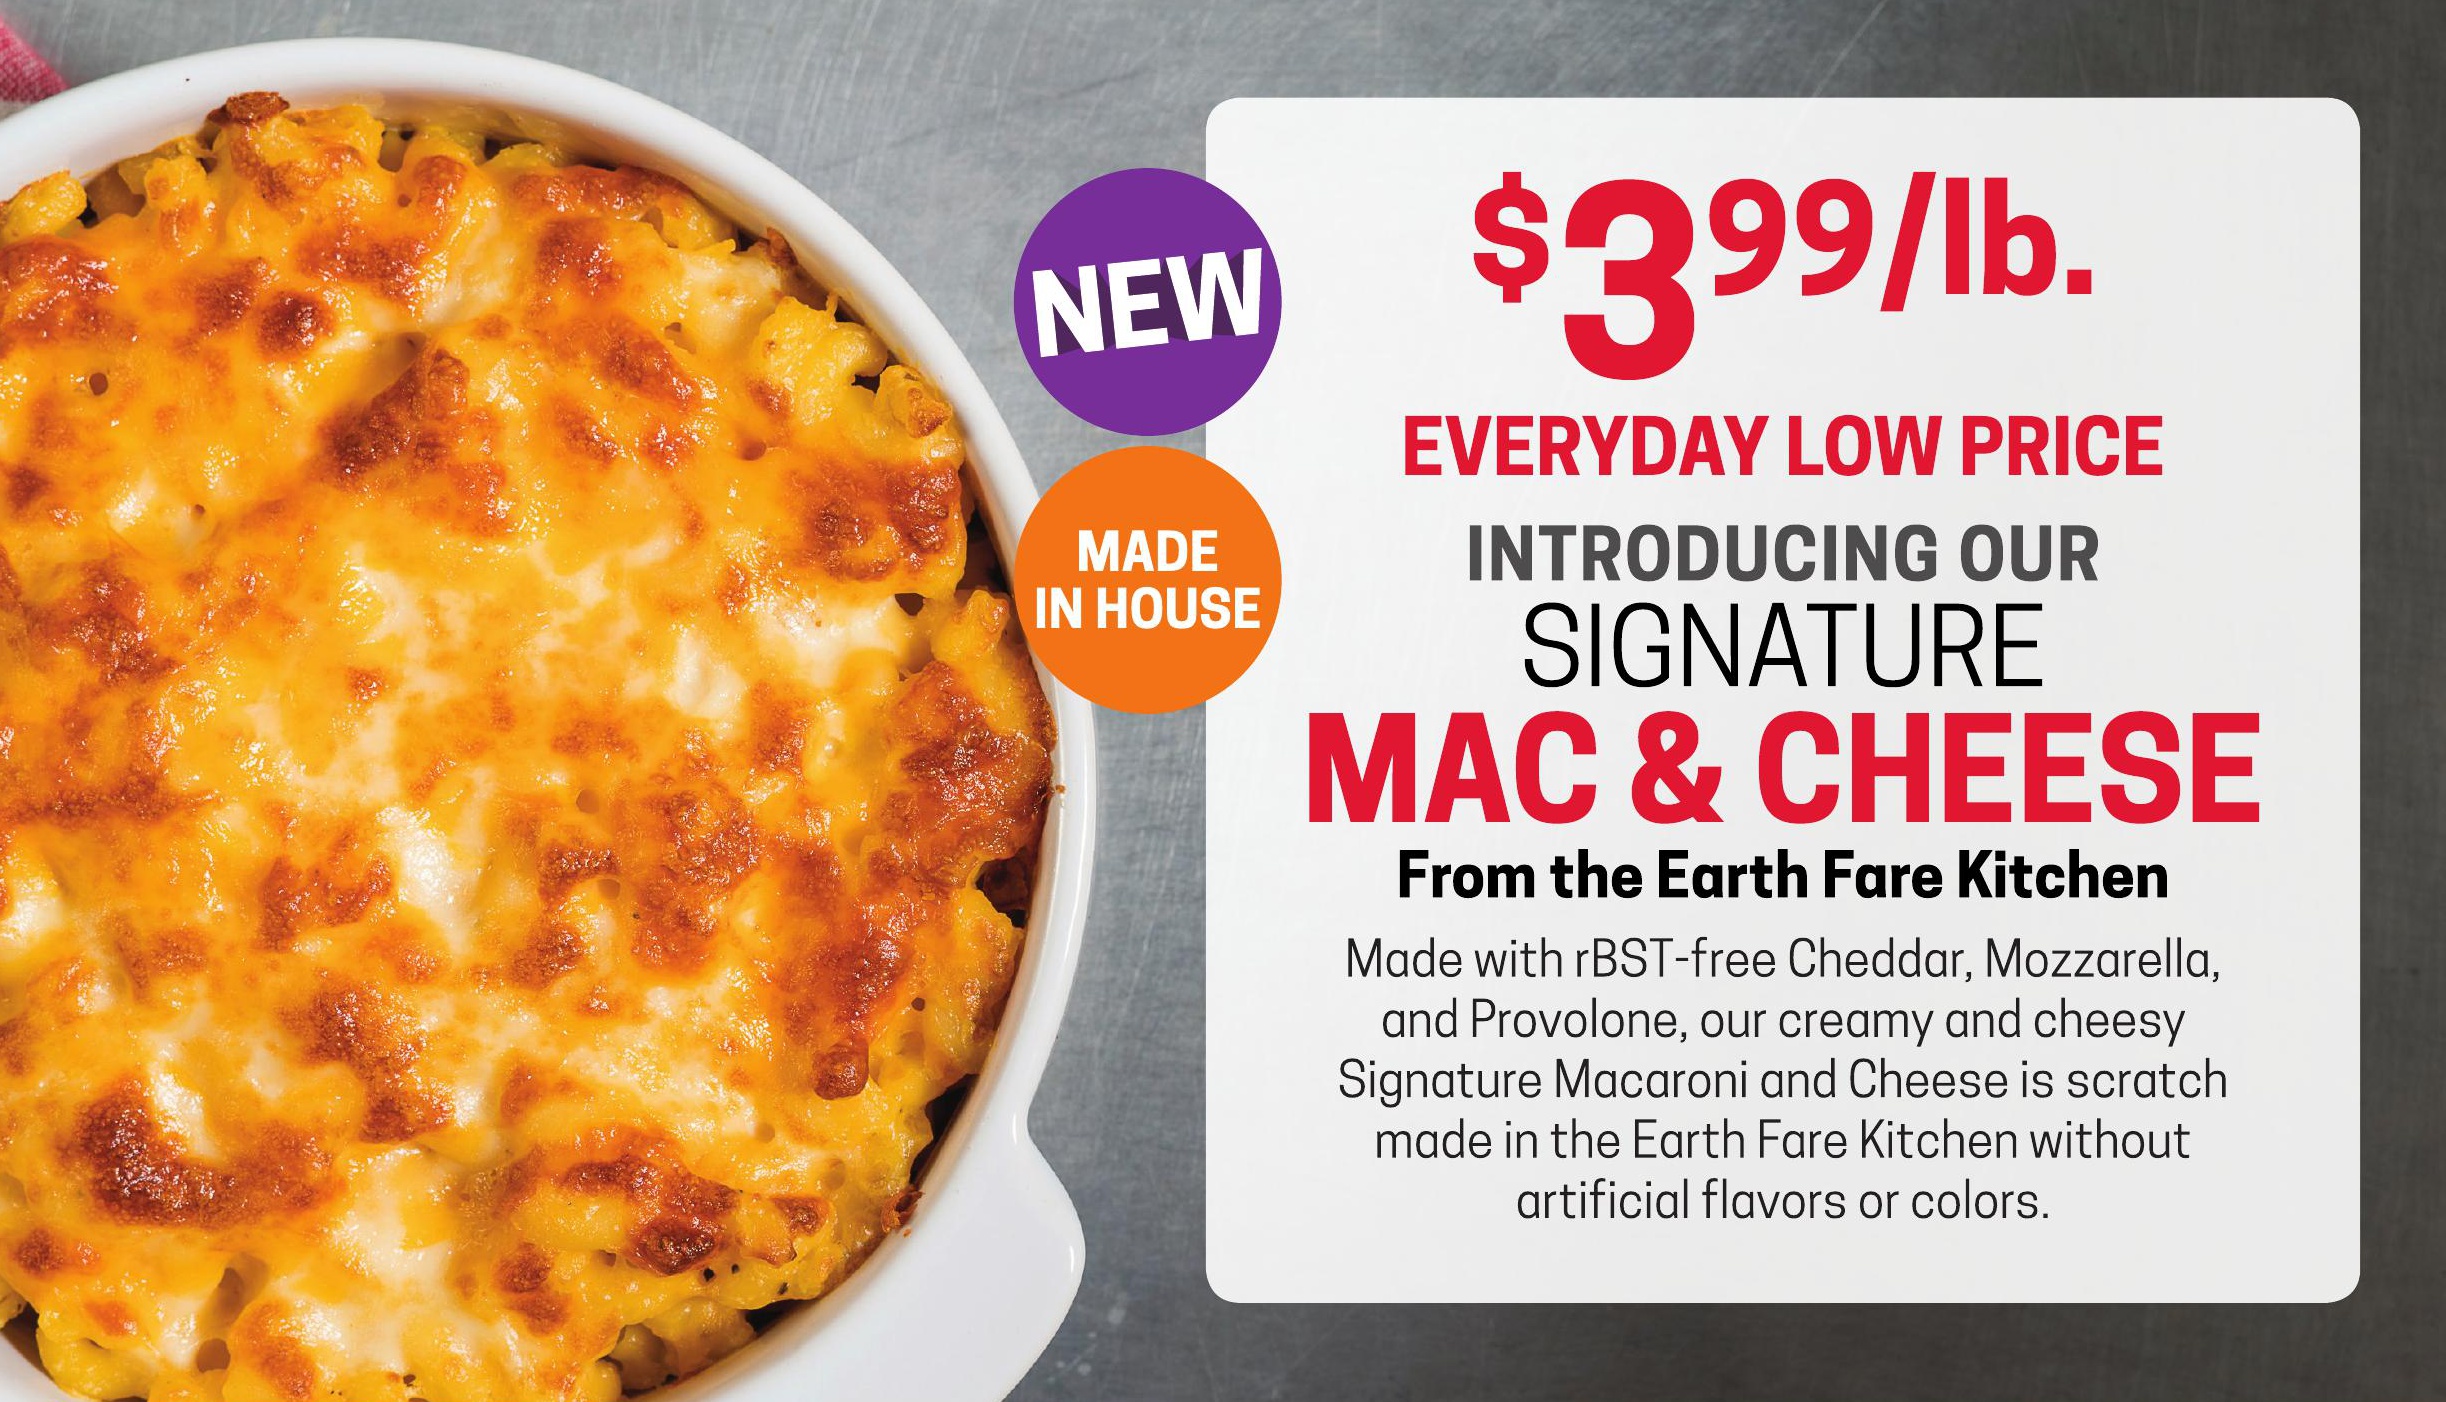 NEW
MADE
IN HOUSE
$3 99/lb.
EVERYDAY LOW PRICE
INTRODUCING OUR
SIGNATURE
MAC & CHEESE
From the Earth Fare Kitchen
Made with rBST-free Cheddar, Mozzarella,
and Provolone, our creamy and cheesy
Signature Macaroni and Cheese is scratch
made in the Earth Fare Kitchen without
artificial flavors or colors.